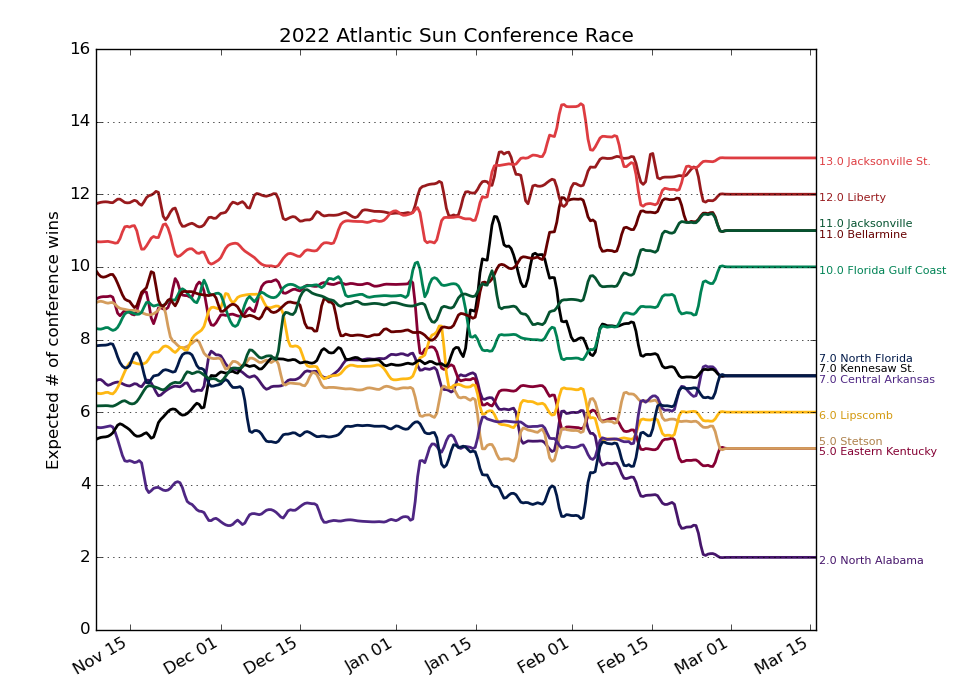 2022 Atlantic Sun Conference Race
Expected # of conference wins
16
14
12
10
8
6
4
2
0
Nov 15
Dec 01
Dec 15
Jan 01
Jan 15
Feb 01
Feb 15
Mar 01
Mar 15
13.0 Jacksonville St.
12.0 Liberty
11.0 Jacksonville
11.0 Bellarmine
10.0 Florida Gulf Coast
7.0 North Florida
7.0 Kennesaw St.
7.0 Central Arkansas
6.0 Lipscomb
5.0 Stetson
5.0 Eastern Kentucky
2.0 North Alabama